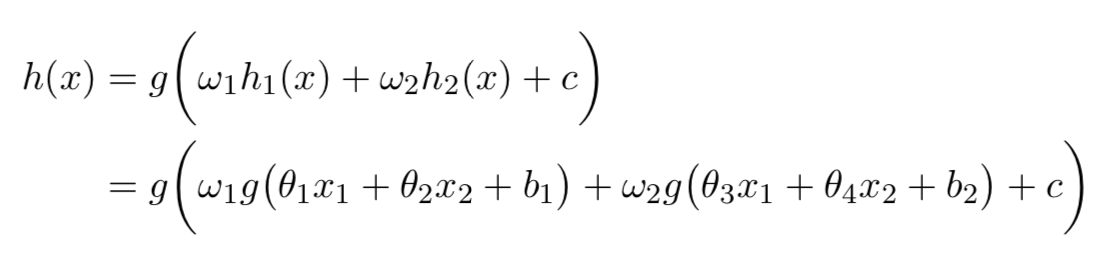 h(x) = g(ω₁h₁(x) + ω₂h₂(x) + c)
= g(ω₁g(θ₁x₁ + θ₂x₂ + b₁) + ω₂g(θ₃x₁ + θ₄x₂ + b₂) + c)